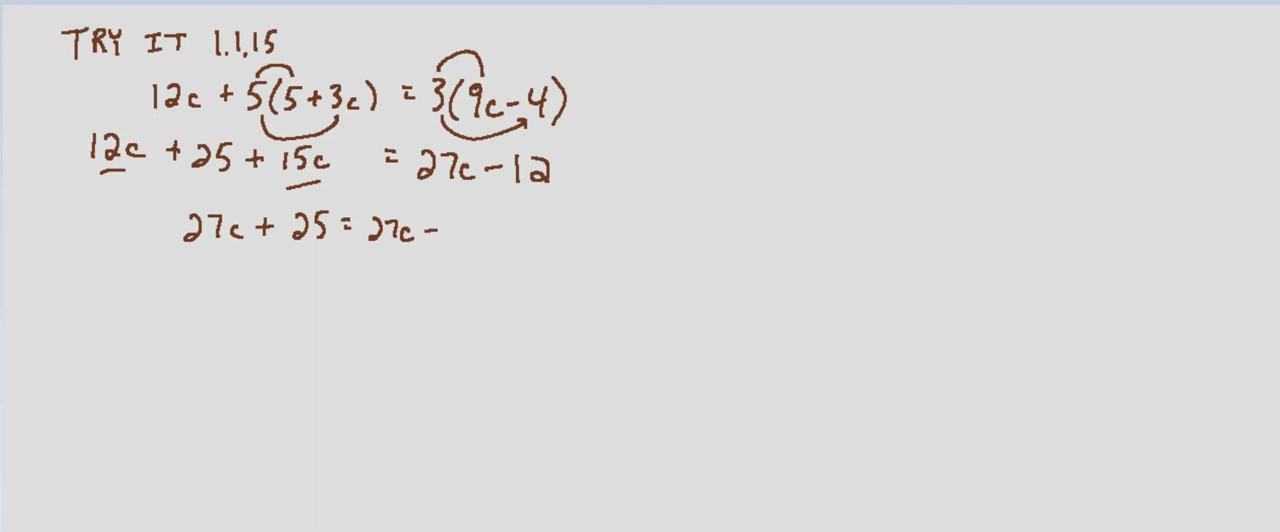 TRY IT 1.1.15
12c + 5(5+3c) = 3(9c-4)
12c + 25 + 15c = 27c - 12
27c + 25 = 27c -